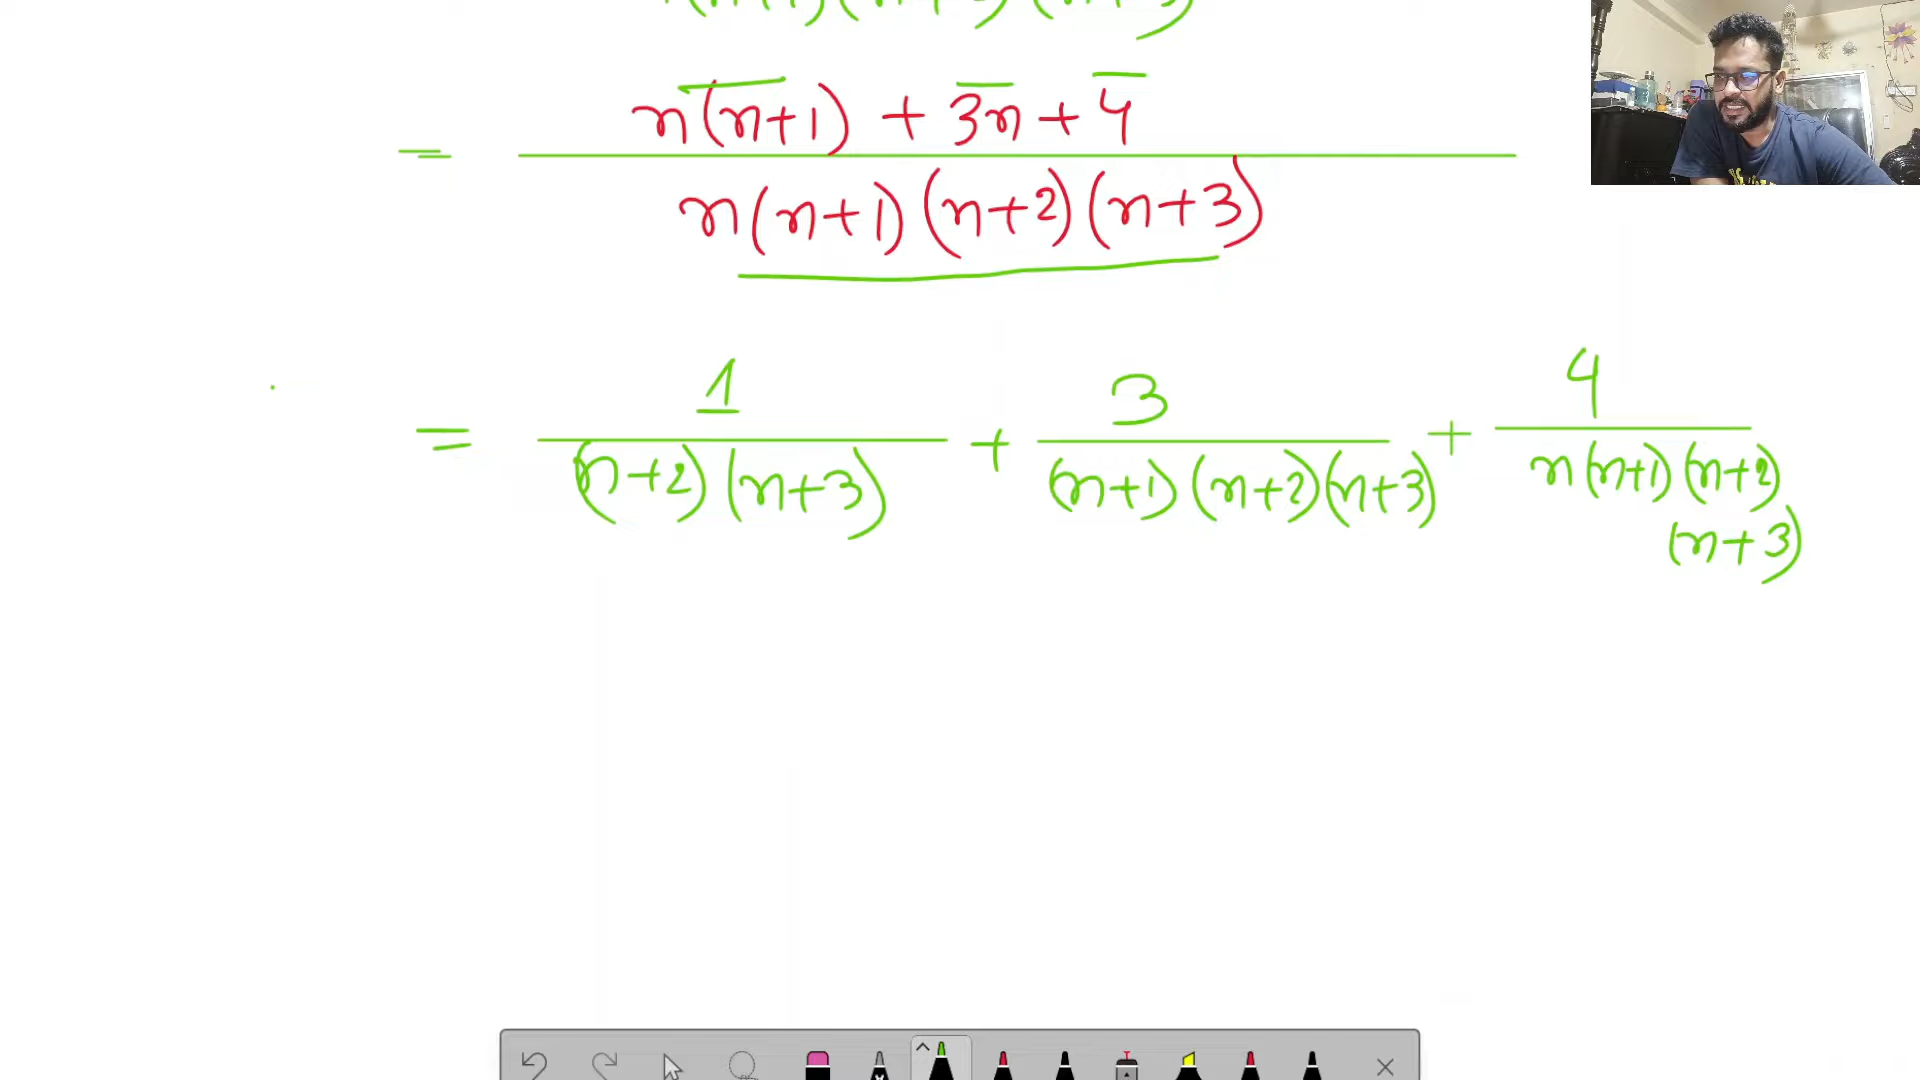 = n(n+1) + 3n + 4 / n(n+1)(n+2)(n+3)
= 1 / (n+2)(n+3) + 3 / (n+1)(n+2)(n+3) + 4 / n(n+1)(n+2)
(n+3)